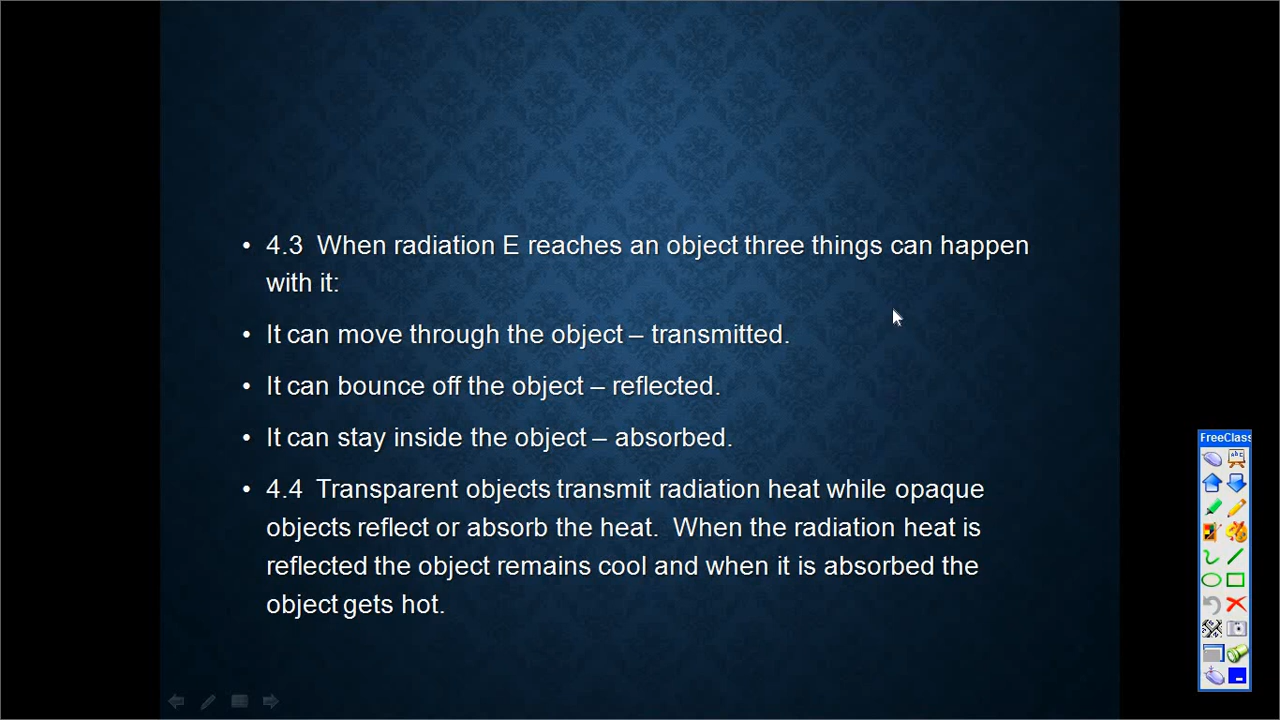 • 4.3  When radiation E reaches an object three things can happen
with it:
• It can move through the object – transmitted.
• It can bounce off the object – reflected.
• It can stay inside the object – absorbed.
• 4.4  Transparent objects transmit radiation heat while opaque
objects reflect or absorb the heat.  When the radiation heat is
reflected the object remains cool and when it is absorbed the
object gets hot.
FreeClass
abc